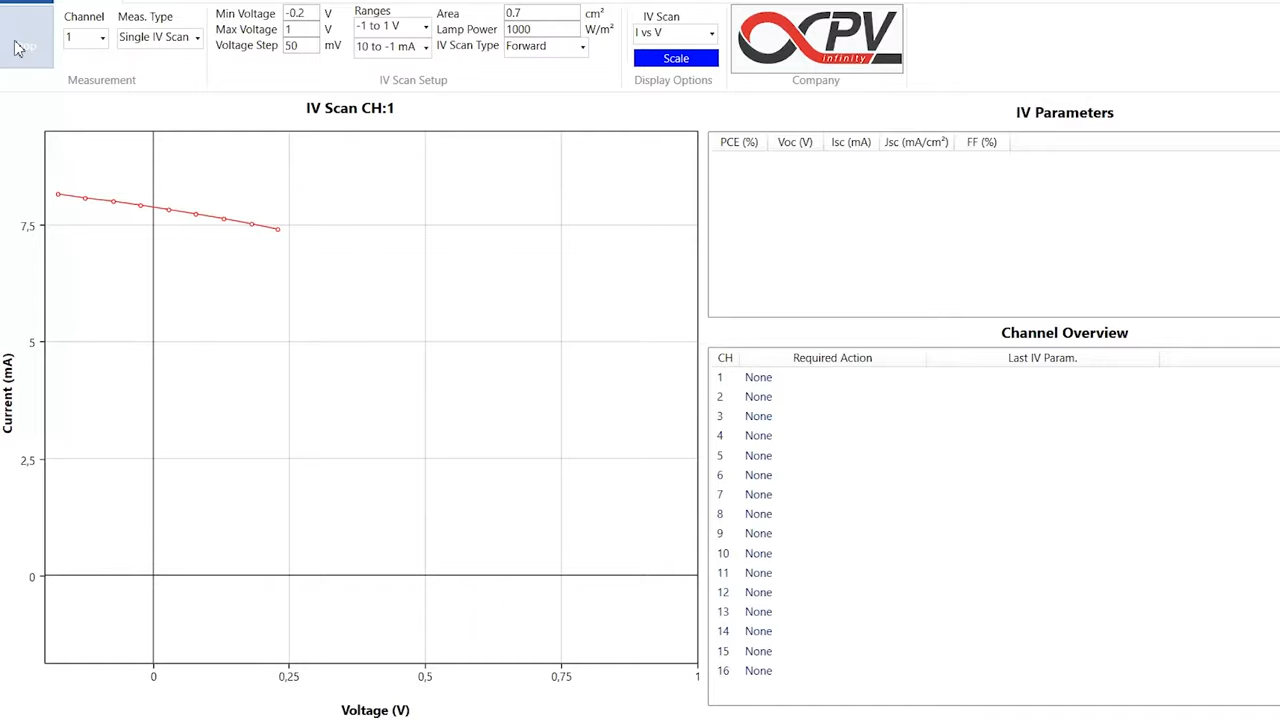 Channel
Meas. Type
1
Single IV Scan
Measurement
Min Voltage -0.2 V
Max Voltage 1 V
Voltage Step 50 mV
Ranges
-1 to 1 V
10 to -1 mA
Area 0.7 cm²
Lamp Power 1000 W/m²
IV Scan Type Forward
IV Scan Setup
IV Scan
I vs V
Scale
Display Options
PV
infinity
Company
IV Scan CH:1
7,5
5
2,5
0
Current (mA)
0 0,25 0,5 0,75 1
Voltage (V)
IV Parameters
PCE (%) Voc (V) Isc (mA) Jsc (mA/cm²) FF (%)
Channel Overview
CH Required Action Last IV Param.
1 None
2 None
3 None
4 None
5 None
6 None
7 None
8 None
9 None
10 None
11 None
12 None
13 None
14 None
15 None
16 None